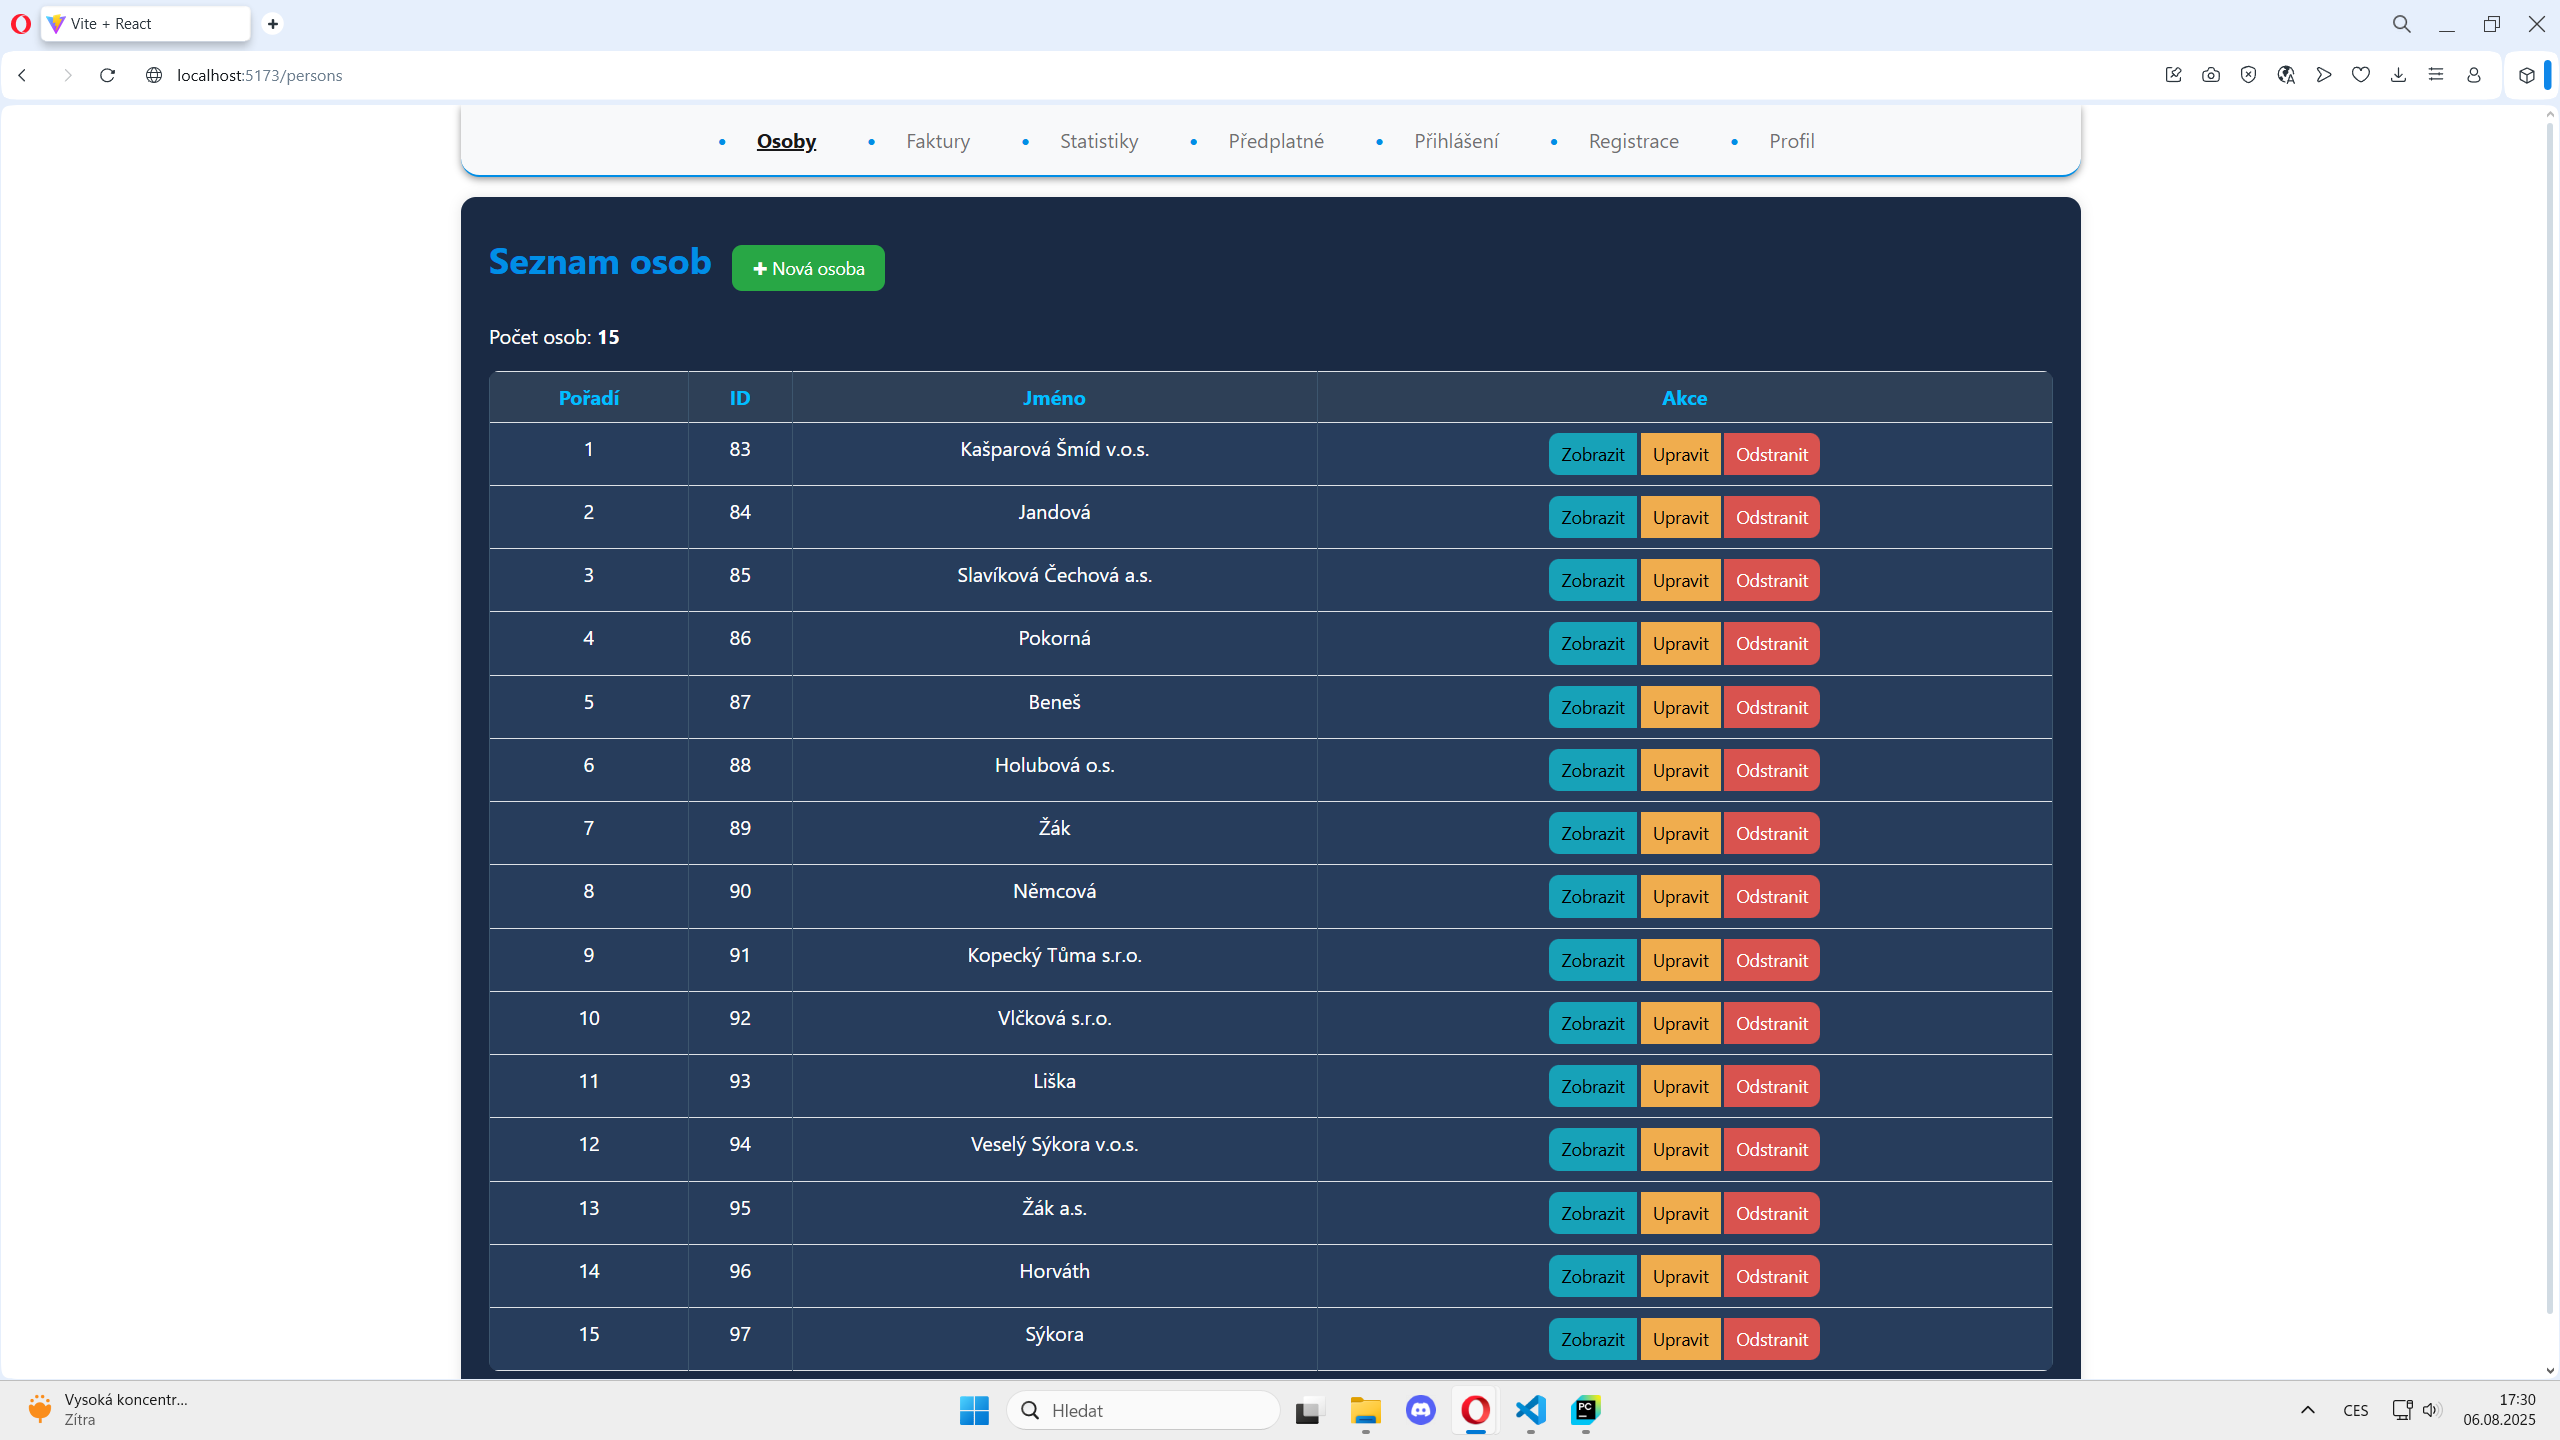 Vite + React
localhost:5173/persons
Osoby Faktury Statistiky Předplatné Přihlášení Registrace Profil
Seznam osob
Nová osoba
Počet osob: 15
Pořadí ID Jméno Akce
1 83 Kašparová Šmíd v.o.s. Zobrazit Upravit Odstranit
2 84 Jandová Zobrazit Upravit Odstranit
3 85 Slavíková Čechová a.s. Zobrazit Upravit Odstranit
4 86 Pokorná Zobrazit Upravit Odstranit
5 87 Beneš Zobrazit Upravit Odstranit
6 88 Holubová o.s. Zobrazit Upravit Odstranit
7 89 Žák Zobrazit Upravit Odstranit
8 90 Němcová Zobrazit Upravit Odstranit
9 91 Kopecký Tůma s.r.o. Zobrazit Upravit Odstranit
10 92 Vlčková s.r.o. Zobrazit Upravit Odstranit
11 93 Liška Zobrazit Upravit Odstranit
12 94 Veselý Sýkora v.o.s. Zobrazit Upravit Odstranit
13 95 Žák a.s. Zobrazit Upravit Odstranit
14 96 Horváth Zobrazit Upravit Odstranit
15 97 Sýkora Zobrazit Upravit Odstranit
Vysoká koncentr...
Zítra
Hledat
PC
CES
17:30
06.08.2025